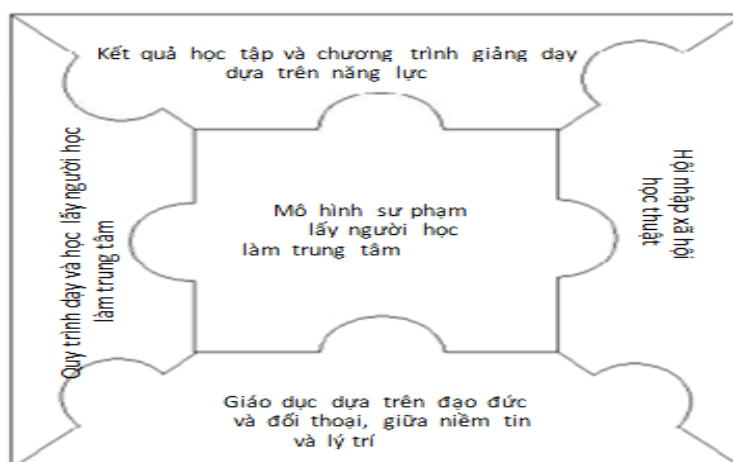 Kết quả học tập và chương trình giảng dạy
dựa trên năng lực
Quy trình dạy và học lấy người học
làm trung tâm
Mô hình sư phạm
lấy người học
làm trung tâm
Hội nhập xã hội
học thuật
Giáo dục dựa trên đạo đức
và đối thoại, giữa niềm tin
và lý trí